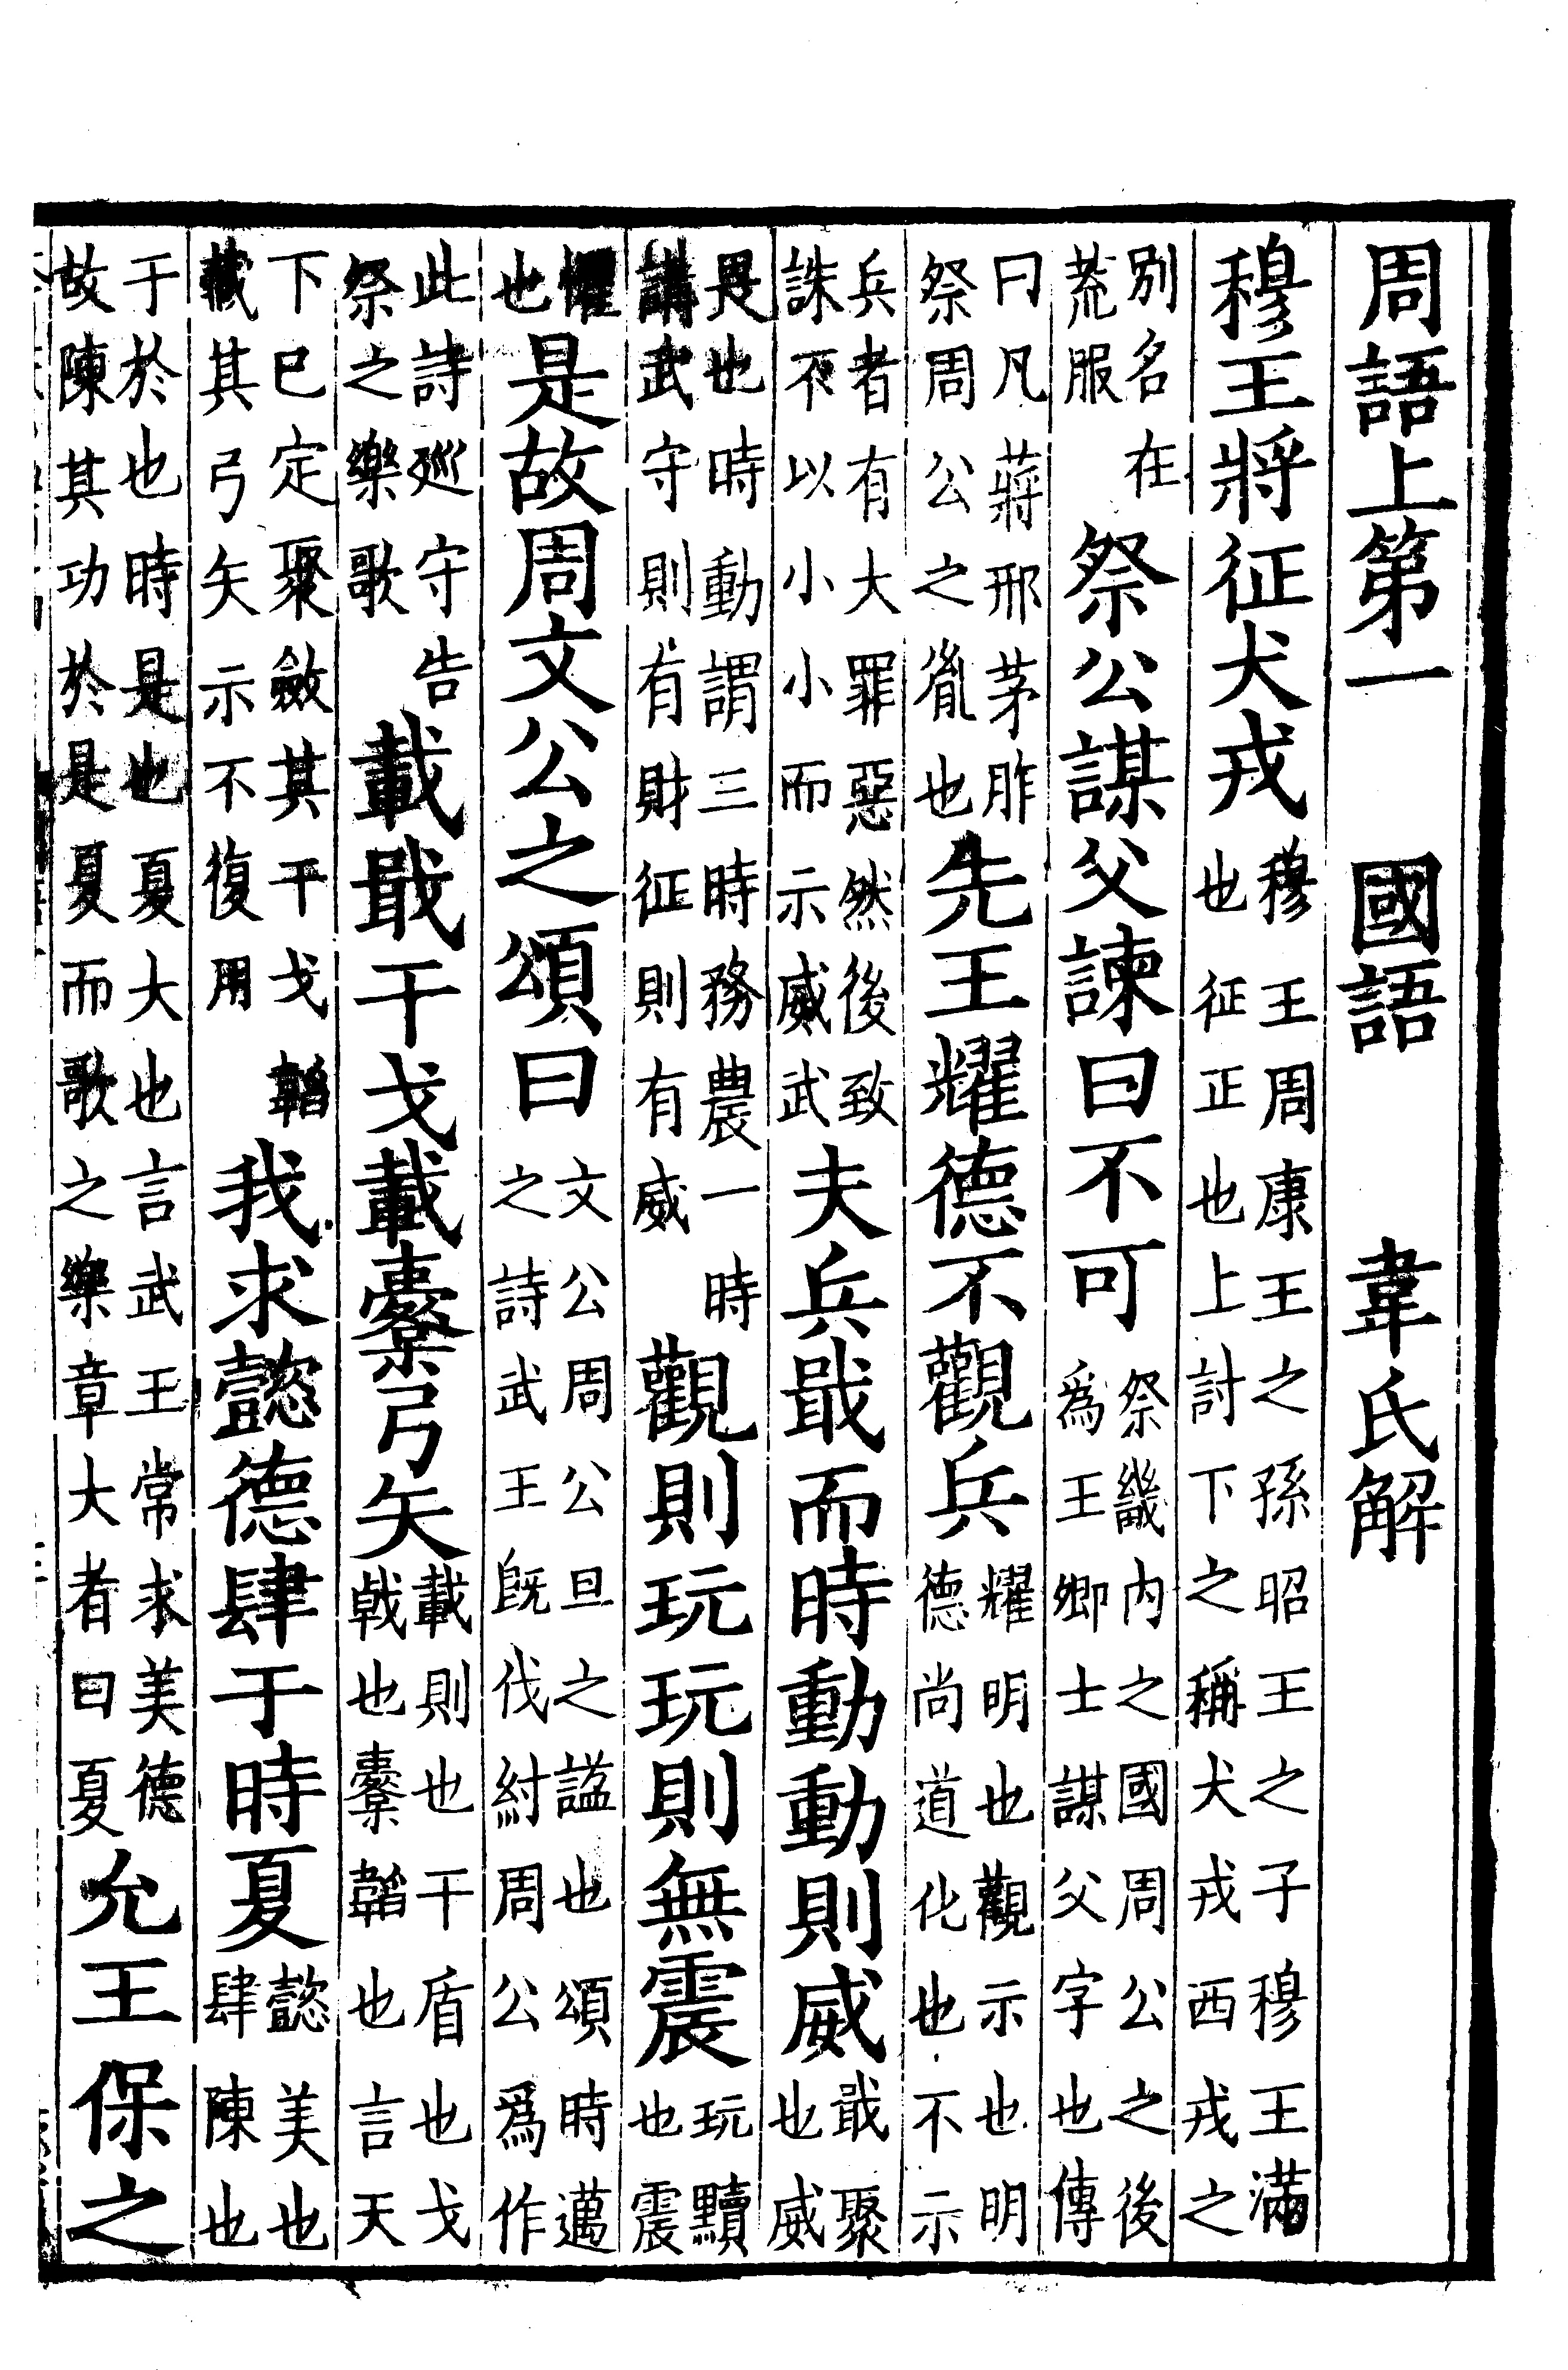 周語上第一　國語　韋氏解
穆王將征犬戎穆王周康王之孫昭王之子穆王滿也征正也上討下之稱犬戎西戎之
別名在荒服祭公謀父諫曰不可祭畿內之國周公之後為王卿士謀父字也傳
曰凡蔣邢茅胙祭周公之胤也先王耀德不觀兵耀明也觀示也明德尚道化也不示
兵者有大罪惡然後致誅不以小小而示威武夫兵戢而時動動則威戢聚也威
畏也時動謂三時務農一時講武守則有財征則有威觀則玩玩則無震玩黷也震
懼也是故周文公之頌曰文公周公旦之謚也頌時邁之詩武王既伐紂周公為作
此詩巡守告祭之樂歌載戢干戈載櫜弓矢載則也干盾也戈戟也櫜韜也言天
下已定聚斂其干戈韜藏其弓矢示不復用我求懿德肆于時夏懿美也肆陳也
于於也時是也夏大也言武王常求美德故陳其功於是夏而歌之樂章大者曰夏允王保之